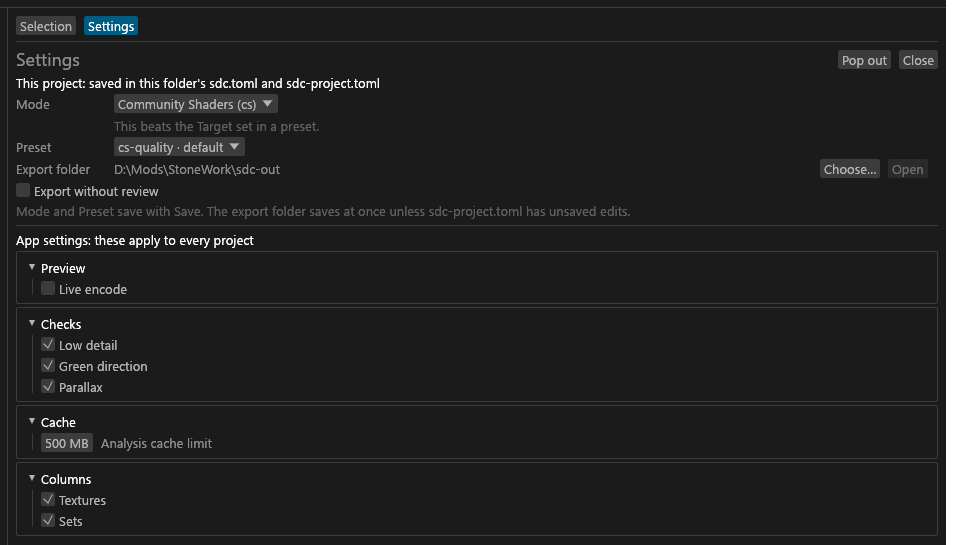 Selection Settings
Settings Pop out Close
This project: saved in this folder's sdc.toml and sdc-project.toml
Mode Community Shaders (cs)
This beats the Target set in a preset.
Preset cs-quality · default
Export folder D:\Mods\StoneWork\sdc-out Choose... Open
Export without review
Mode and Preset save with Save. The export folder saves at once unless sdc-project.toml has unsaved edits.
App settings: these apply to every project
Preview
Live encode
Checks
Low detail
Green direction
Parallax
Cache
500 MB Analysis cache limit
Columns
Textures
Sets